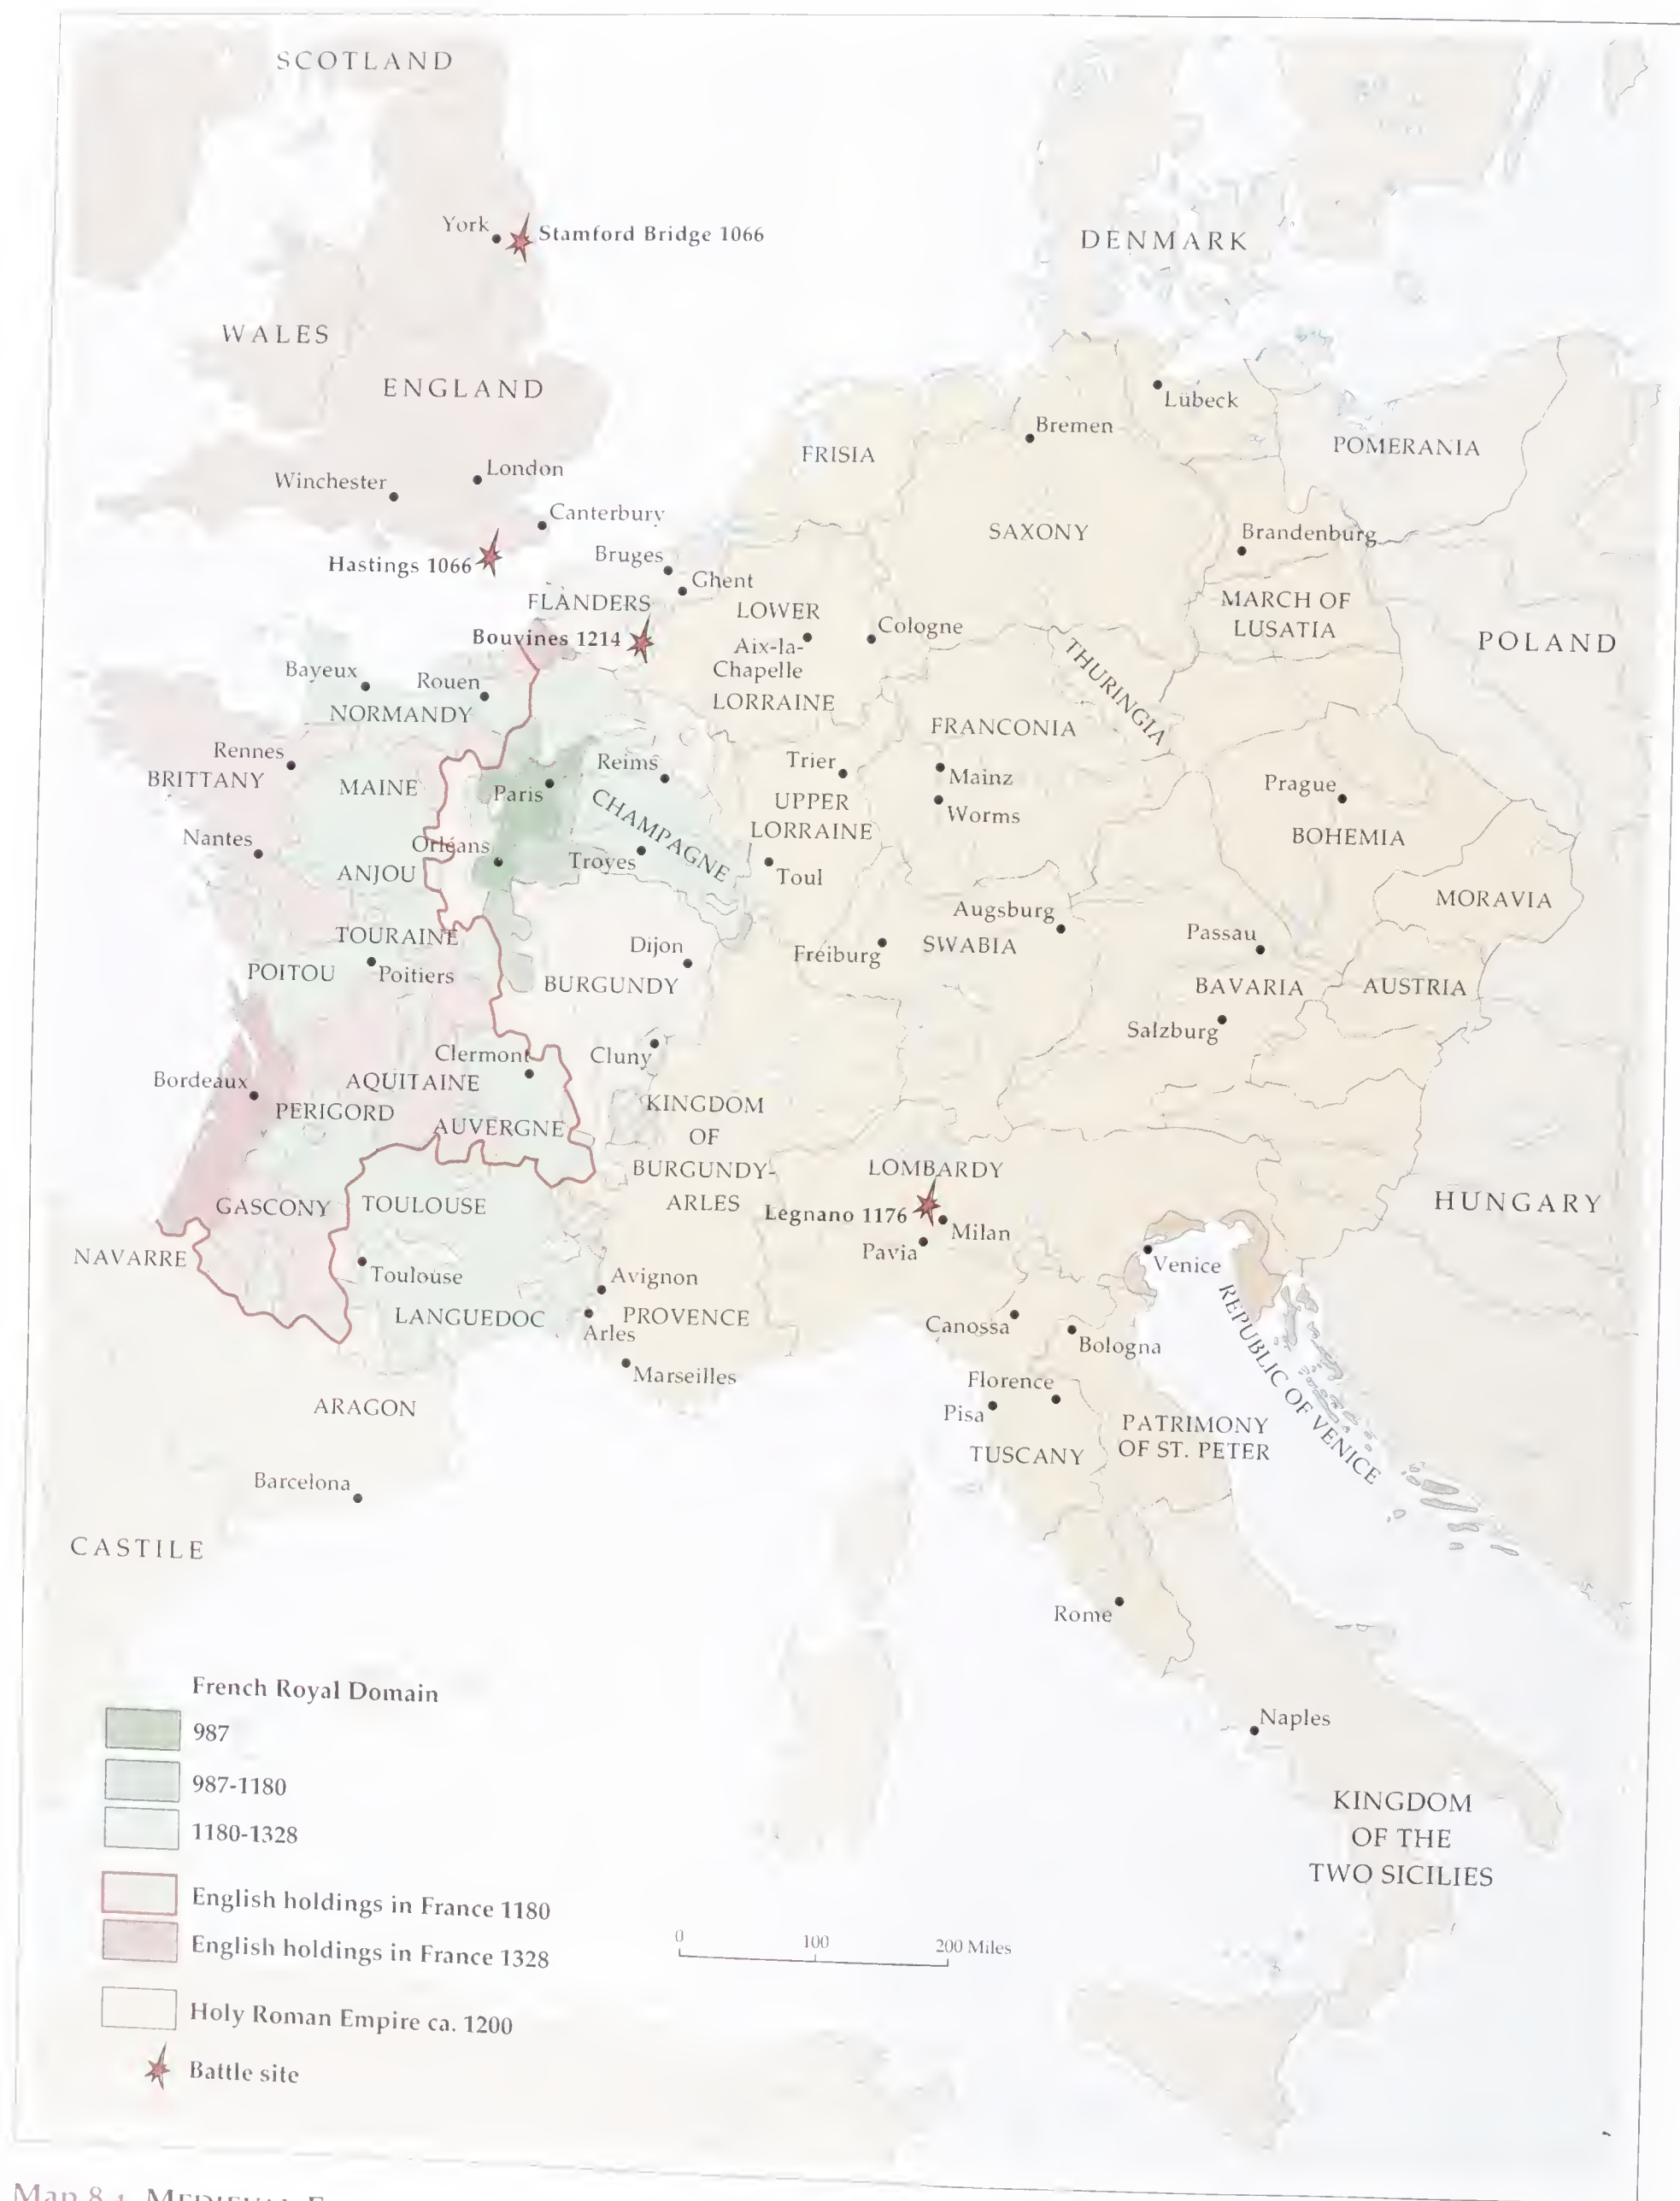 SCOTLAND
York
Stamford Bridge 1066
DENMARK
WALES
ENGLAND
Lübeck
Bremen
FRISIA
POMERANIA
London
Winchester
Canterbury
SAXONY
Brandenburg
Bruges
Hastings 1066
Ghent
FLANDERS
LOWER
MARCH OF
LUSATIA
Cologne
Bouvines 1214
Aix-la-
Chapelle
POLAND
THURINGIA
Bayeux
Rouen
LORRAINE
NORMANDY
FRANCONIA
Rennes
BRITTANY
MAINE
Reims
Trier
Mainz
Paris
CHAMPAGNE
UPPER
LORRAINE
Worms
Prague
BOHEMIA
Nantes
Orléans
Troyes
ANJOU
Toul
MORAVIA
Augsburg
TOURAINE
Dijon
Freiburg
SWABIA
Passau
POITOU
Poitiers
BURGUNDY
BAVARIA
AUSTRIA
Salzburg
Clermont
Cluny
Bordeaux
AQUITAINE
PERIGORD
AUVERGNE
KINGDOM
OF
BURGUNDY-
ARLES
LOMBARDY
GASCONY
TOULOUSE
Legnano 1176
Milan
HUNGARY
Pavia
NAVARRE
Toulouse
Avignon
Venice
LANGUEDOC
PROVENCE
Arles
Canossa
Bologna
REPUBLIC OF VENICE
Marseilles
Florence
Pisa
ARAGON
PATRIMONY
OF ST. PETER
TUSCANY
Barcelona
CASTILE
Rome
Naples
KINGDOM
OF THE
TWO SICILIES
French Royal Domain
987
987-1180
1180-1328
English holdings in France 1180
English holdings in France 1328
Holy Roman Empire ca. 1200
Battle site
0 100 200 Miles
Map 8.1